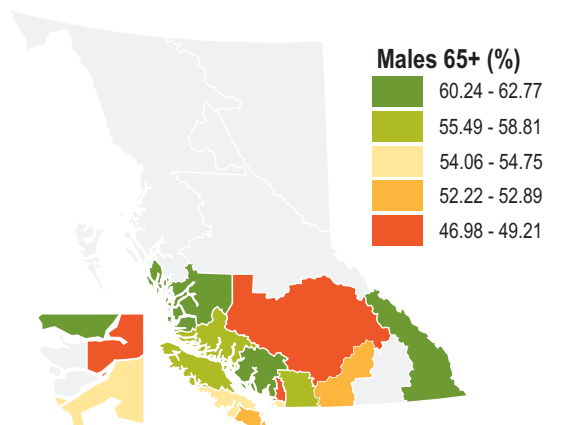 Males 65+ (%)
60.24 - 62.77
55.49 - 58.81
54.06 - 54.75
52.22 - 52.89
46.98 - 49.21